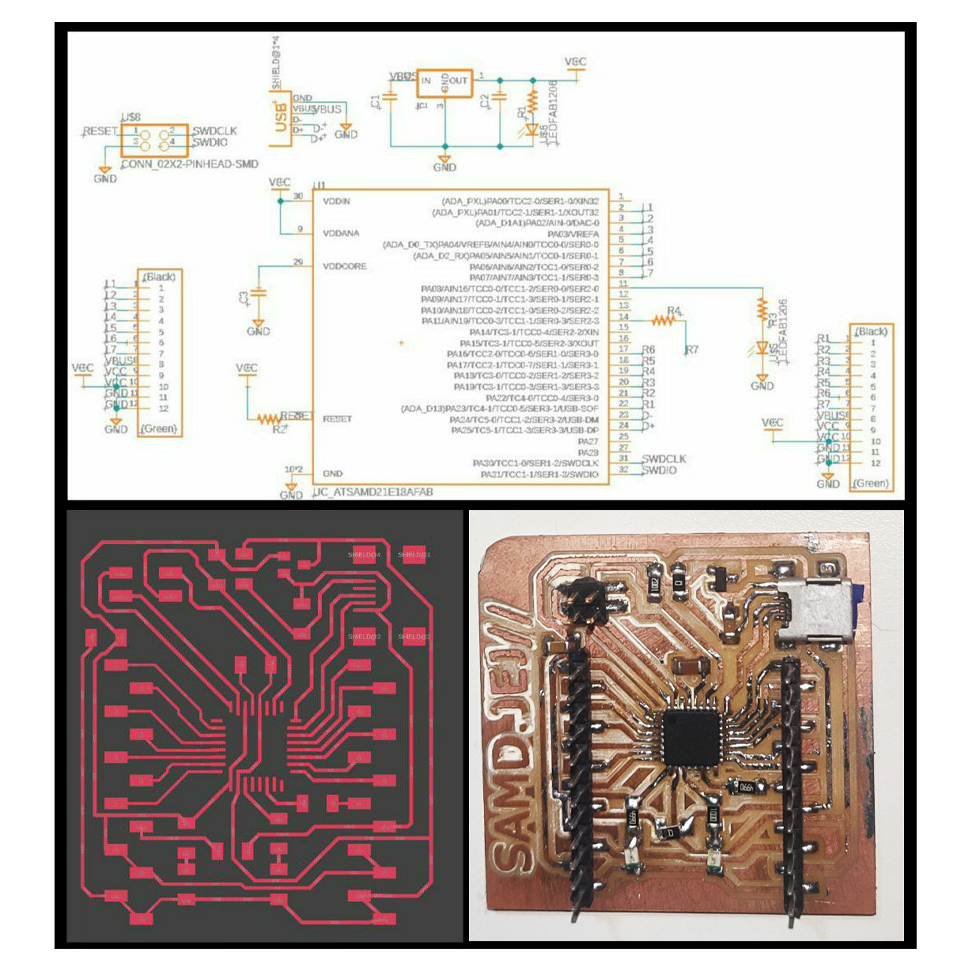 SHIELD@1*4
VCC
VBUS
IN
OUT
1
GND
3
IC1
C1
C2
R1
LEDFAB1206
GND
USB
GND
VBUS
VBUS
D-
D-
D+
D+
GND
U$6
RESET
1
2
SWDCLK
3
4
SWDIO
GND
CONN_02X2-PINHEAD-SMD
VCC
U1
30
VDDIN
9
VDDANA
29
VDDCORE
C3
GND
VCC
RESET
R2
RESET
10*2
GND
GND
UC_ATSAMD21E18AFAB
(ADA_PXL)PA00/TCC2-0/SER1-0/XIN32
1
(ADA_PXL)PA01/TCC2-1/SER1-1/XOUT32
2
L1
(ADA_D1A1)PA02/AIN-0/DAC-0
3
L2
PA03/VREFA
4
L3
(ADA_D0_TX)PA04/VREFB/AIN4/AIN0/TCC0-0/SER0-0
5
L4
(ADA_D2_RX)PA05/AIN5/AIN1/TCC0-1/SER0-1
6
L5
PA06/AIN6/AIN2/TCC1-0/SER0-2
7
L6
PA07/AIN7/AIN3/TCC1-1/SER0-3
8
L7
PA08/AIN16/TCC0-0/TCC1-2/SER0-0/SER2-0
11
PA09/AIN17/TCC0-1/TCC1-3/SER0-1/SER2-1
12
PA10/AIN18/TCC0-2/TCC1-0/SER0-2/SER2-2
13
PA11/AIN19/TCC0-3/TCC1-1/SER0-3/SER2-3
14
R4
R7
PA14/TC3-0/TCC0-4/SER2-2/XIN
15
PA15/TC3-1/TCC0-5/SER2-3/XOUT
16
PA16/TCC2-0/TCC0-6/SER1-0/SER3-0
17
R6
PA17/TCC2-1/TCC0-7/SER1-1/SER3-1
18
R5
PA18/TC3-0/TCC0-2/SER1-2/SER3-2
19
R4
PA19/TC3-1/TCC0-3/SER1-3/SER3-3
20
R3
PA22/TC4-0/TCC0-4/SER3-0
21
R2
(ADA_D13)PA23/TC4-1/TCC0-5/SER3-1/USB-SOF
22
R1
PA24/TC5-0/TCC1-2/SER3-2/USB-DM
23
D-
PA25/TC5-1/TCC1-3/SER3-3/USB-DP
24
D+
PA27
25
PA28
27
PA30/TCC1-0/SER1-2/SWDCLK
31
SWDCLK
PA31/TCC1-1/SER1-3/SWDIO
32
SWDIO
R3
LEDFAB1206
GND
(Black)
L1
1
L2
2
L3
3
L4
4
L5
5
L6
6
L7
7
VBUS
8
VCC
9
VCC
10
GND
11
GND
12
(Green)
VCC
GND
(Black)
R1
1
R2
2
R3
3
R4
4
R5
5
R6
6
R7
7
VBUS
8
VCC
9
VCC
10
GND
11
GND
12
(Green)
VCC
GND
SHIELD@4
SHIELD@1
SHIELD@3
SHIELD@2
SAMDJEW
0